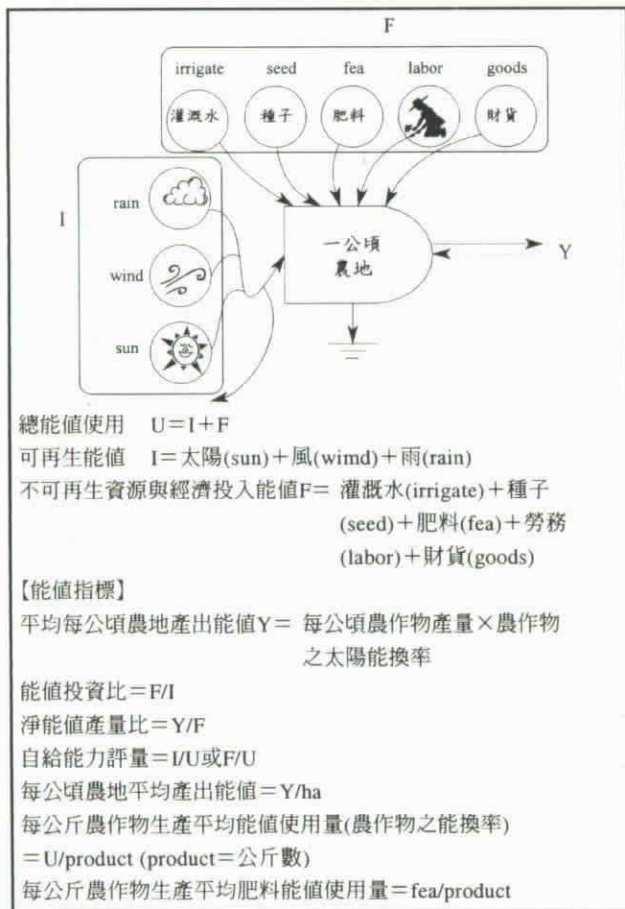 F
irrigate seed fea labor goods
灌溉水 種子 肥料 財貨
I
rain
wind
sun
一公頃
農地
Y
總能值使用 U=I+F
可再生能值 I=太陽(sun)+風(wimd)+雨(rain)
不可再生資源與經濟投入能值F= 灌溉水(irrigate)+種子
(seed)+肥料(fea)+勞務
(labor)+財貨(goods)
【能值指標】
平均每公頃農地產出能值Y= 每公頃農作物產量×農作物
之太陽能換率
能值投資比=F/I
淨能值產量比=Y/F
自給能力評量=I/U或F/U
每公頃農地平均產出能值=Y/ha
每公斤農作物生產平均能值使用量(農作物之能換率)
=U/product (product=公斤數)
每公斤農作物生產平均肥料能值使用量=fea/product